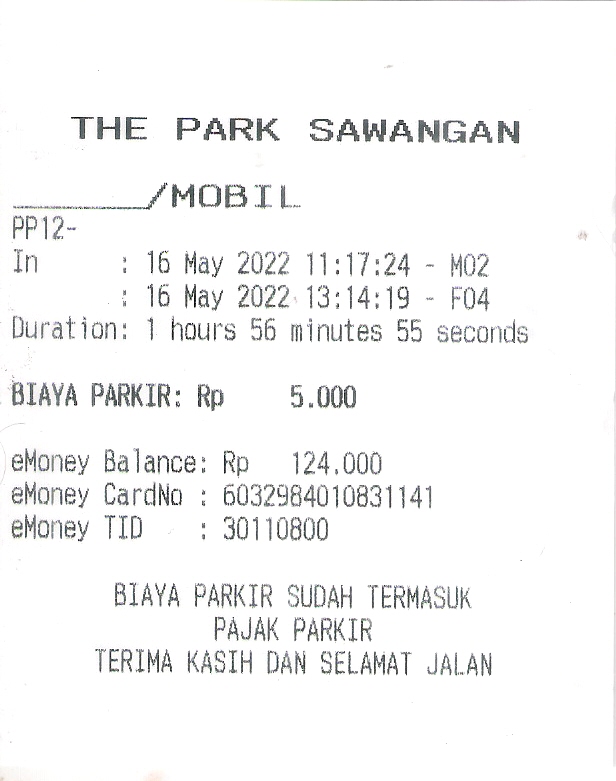 THE PARK SAWANGAN
________/MOBIL
PP12-
In : 16 May 2022 11:17:24 - M02
: 16 May 2022 13:14:19 - F04
Duration: 1 hours 56 minutes 55 seconds
BIAYA PARKIR: Rp 5.000
eMoney Balance: Rp 124.000
eMoney CardNo : 6032984010831141
eMoney TID : 30110800
BIAYA PARKIR SUDAH TERMASUK
PAJAK PARKIR
TERIMA KASIH DAN SELAMAT JALAN